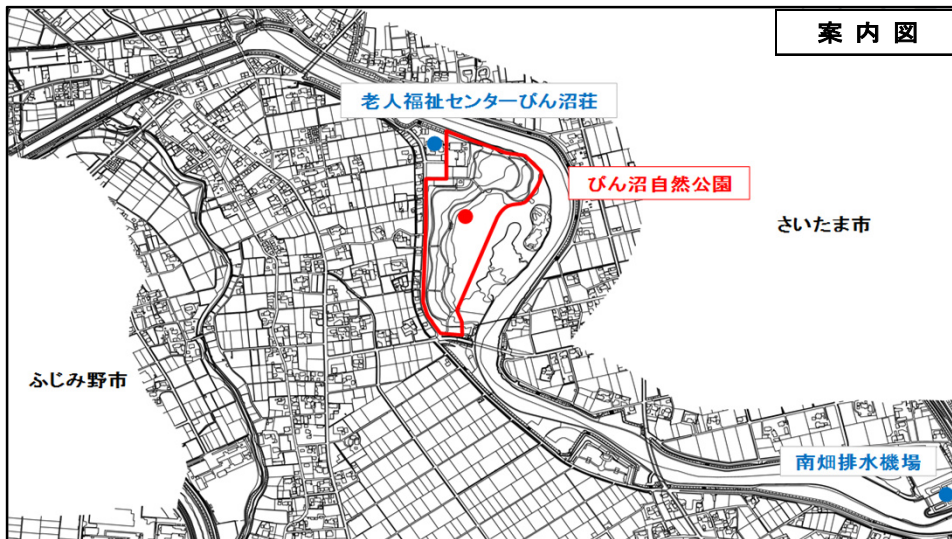 案内図
老人福祉センターびん沼荘
びん沼自然公園
さいたま市
ふじみ野市
南畑排水機場